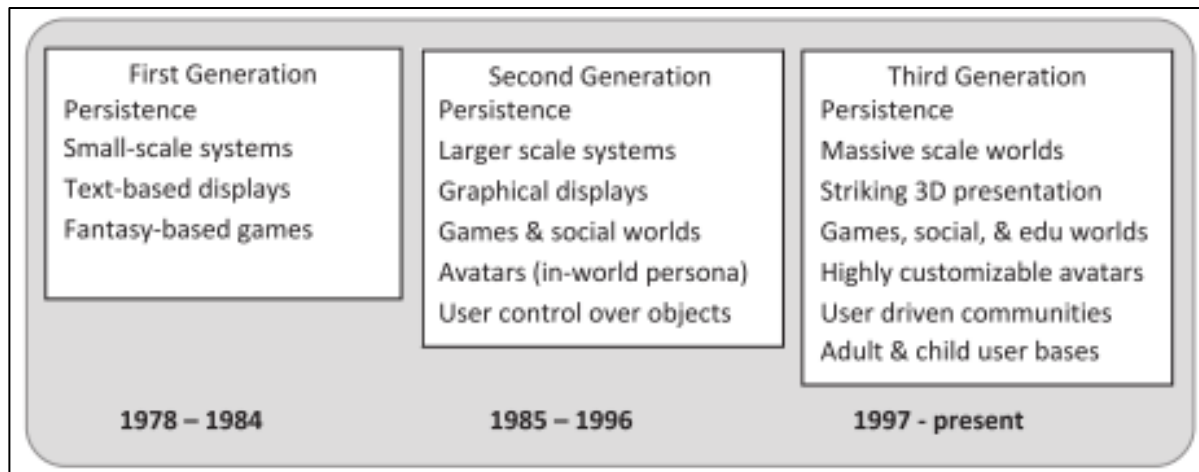 First Generation
Persistence
Small-scale systems
Text-based displays
Fantasy-based games
1978 – 1984
Second Generation
Persistence
Larger scale systems
Graphical displays
Games & social worlds
Avatars (in-world persona)
User control over objects
1985 – 1996
Third Generation
Persistence
Massive scale worlds
Striking 3D presentation
Games, social, & edu worlds
Highly customizable avatars
User driven communities
Adult & child user bases
1997 - present